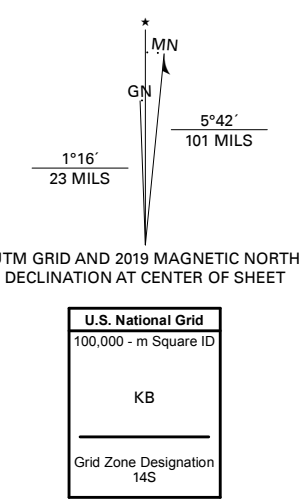 ★
MN
GN
5°42´
101 MILS
1°16´
23 MILS
UTM GRID AND 2019 MAGNETIC NORTH
DECLINATION AT CENTER OF SHEET
U.S. National Grid
100,000 - m Square ID
KB
Grid Zone Designation
14S